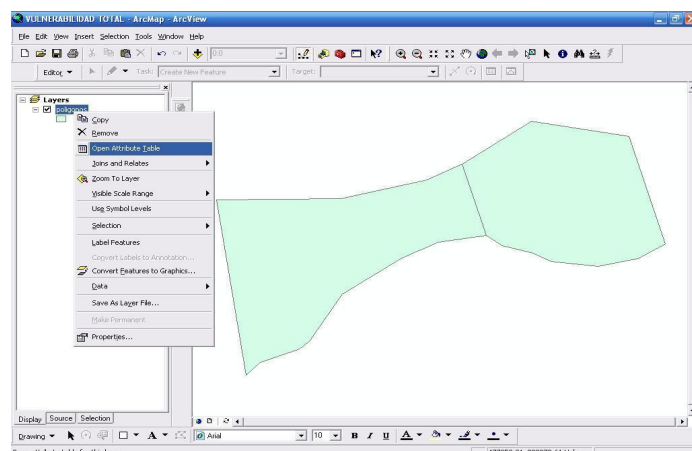 VULNERABILIDAD TOTAL - ArcMap - ArcView
File Edit View Insert Selection Tools Window Help
Editor Task: Create New Feature Target:
Layers
poligonos
Copy
Remove
Open Attribute Table
Joins and Relates
Zoom To Layer
Visible Scale Range
Use Symbol Levels
Selection
Label Features
Convert Labels to Annotation...
Convert Features to Graphics...
Data
Save As Layer File...
Make Permanent
Properties...
Display Source Selection
Drawing A Arial 10 B I U A